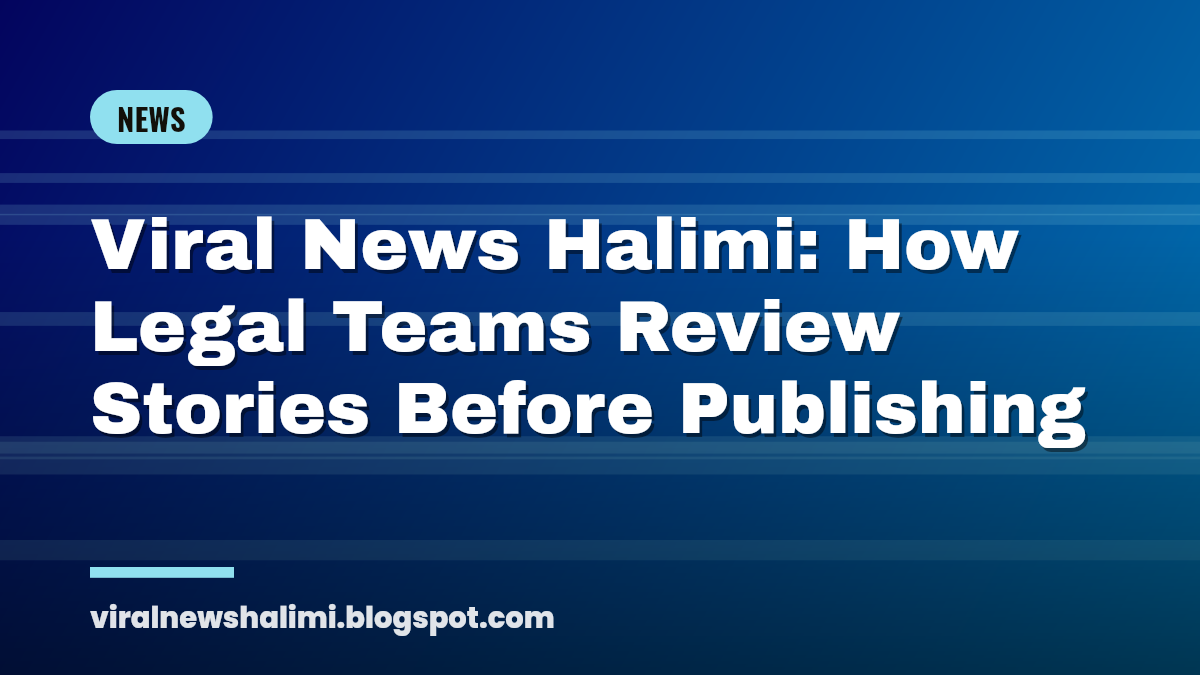 NEWS
Viral News Halimi: How
Legal Teams Review
Stories Before Publishing
viralnewshalimi.blogspot.com